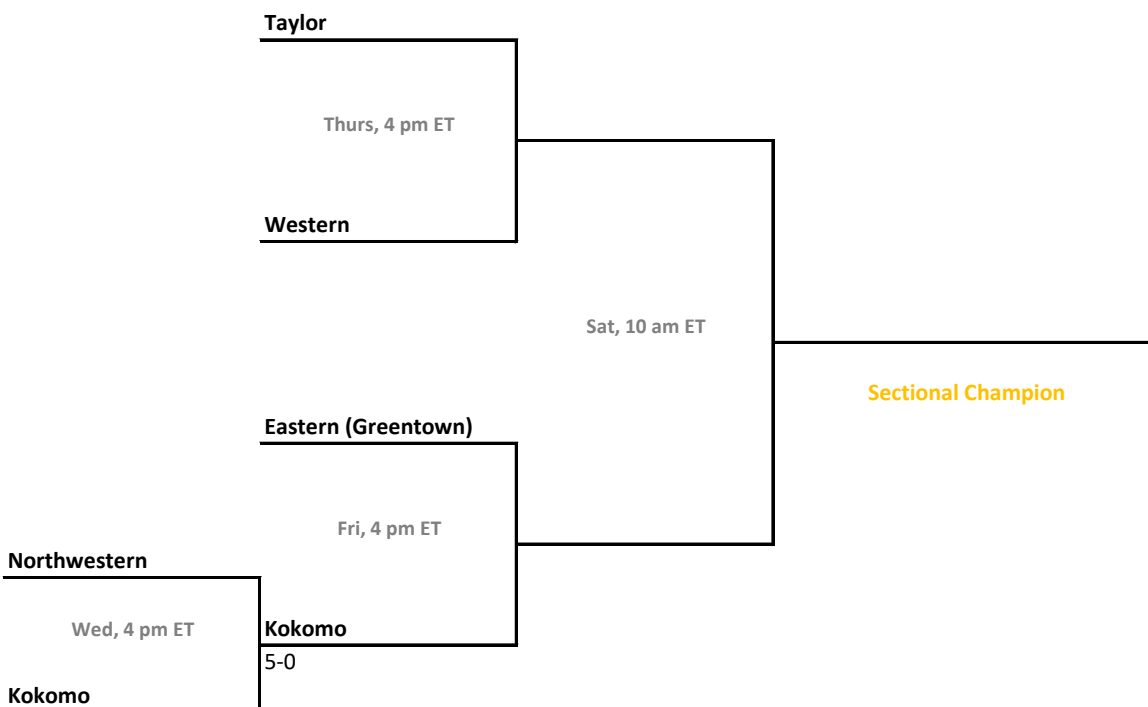 Taylor
Thurs, 4 pm ET
Western
Sat, 10 am ET
Sectional Champion
Eastern (Greentown)
Fri, 4 pm ET
Northwestern
Wed, 4 pm ET
Kokomo
5-0
Kokomo